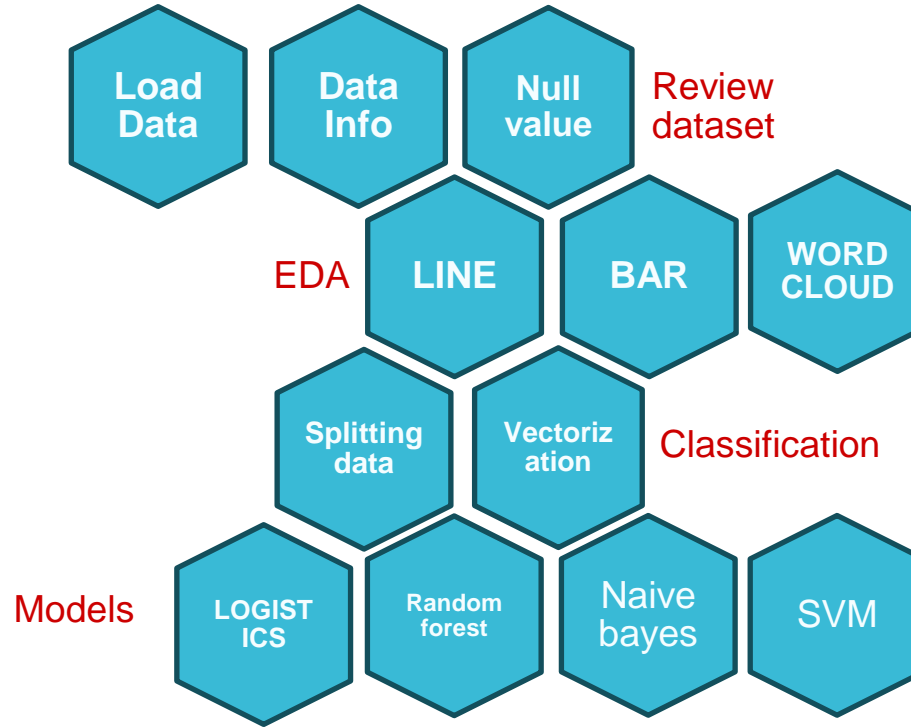 Load
Data
Data
Info
Null
value
Review
dataset
EDA
LINE
BAR
WORD
CLOUD
Splitting
data
Vectoriz
ation
Classification
Models
LOGIST
ICS
Random
forest
Naive
bayes
SVM